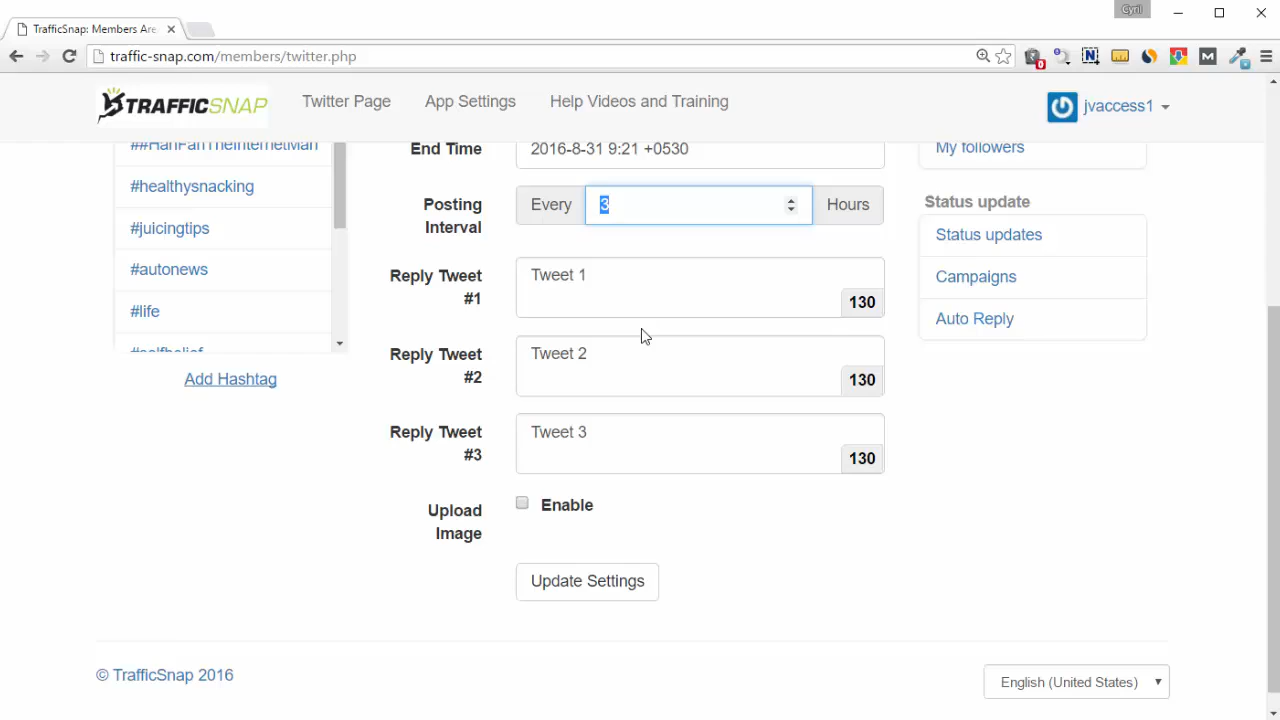 Cyril
TrafficSnap: Members Are
traffic-snap.com/members/twitter.php
0
N
M
TRAFFICSNAP
Twitter Page
App Settings
Help Videos and Training
jvaccess1
##HanFanTheInternetMan
#healthysnacking
#juicingtips
#autonews
#life
#selfbelief
Add Hashtag
End Time
2016-8-31 9:21 +0530
Posting
Interval
Every
3
Hours
Reply Tweet
#1
Tweet 1
130
Reply Tweet
#2
Tweet 2
130
Reply Tweet
#3
Tweet 3
130
Upload
Image
Enable
Update Settings
My followers
Status update
Status updates
Campaigns
Auto Reply
© TrafficSnap 2016
English (United States)